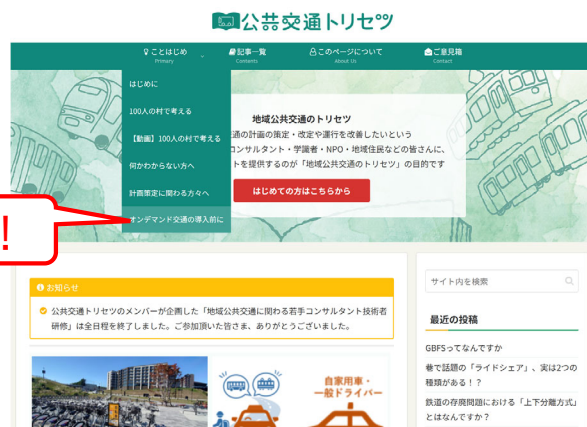 公共交通トリセツ
ことはじめ
Primary
記事一覧
Contents
このページについて
About Us
ご意見箱
Contact
はじめに
100人の村で考える
【動画】100人の村で考える
何かわからない方へ
計画策定に関わる方々へ
オンデマンド交通の導入前に
!
地域公共交通のトリセツ
通の計画の策定・改定や運行を改善したいという
コンサルタント・学識者・NPO・地域住民などの皆さんに、
トを提供するのが「地域公共交通のトリセツ」の目的です
はじめての方はこちらから
お知らせ
公共交通トリセツのメンバーが企画した「地域公共交通に関わる若手コンサルタント技術者
研修」は全日程を終了しました。ご参加頂いた皆さま、ありがとうございました。
サイト内を検索
最近の投稿
GBFSってなんですか
巷で話題の「ライドシェア」、実は2つの
種類がある！？
鉄道の存廃問題における「上下分離方式」
とはなんですか？
自家用車・
一般ドライバー